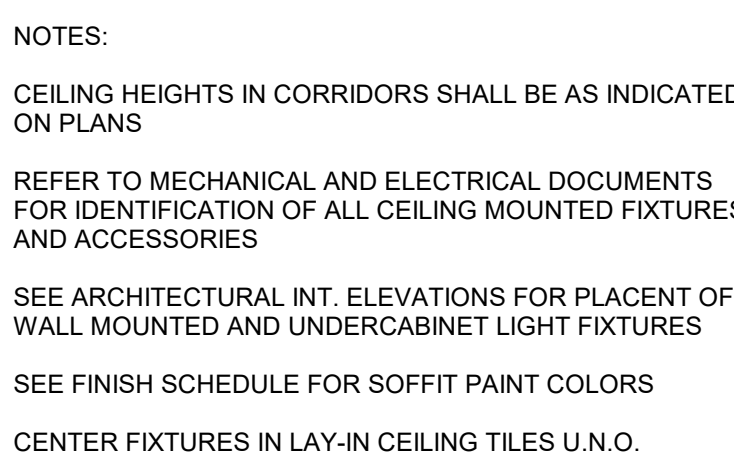 NOTES:
CEILING HEIGHTS IN CORRIDORS SHALL BE AS INDICATED
ON PLANS
REFER TO MECHANICAL AND ELECTRICAL DOCUMENTS
FOR IDENTIFICATION OF ALL CEILING MOUNTED FIXTURES
AND ACCESSORIES
SEE ARCHITECTURAL INT. ELEVATIONS FOR PLACENT OF
WALL MOUNTED AND UNDERCABINET LIGHT FIXTURES
SEE FINISH SCHEDULE FOR SOFFIT PAINT COLORS
CENTER FIXTURES IN LAY-IN CEILING TILES U.N.O.